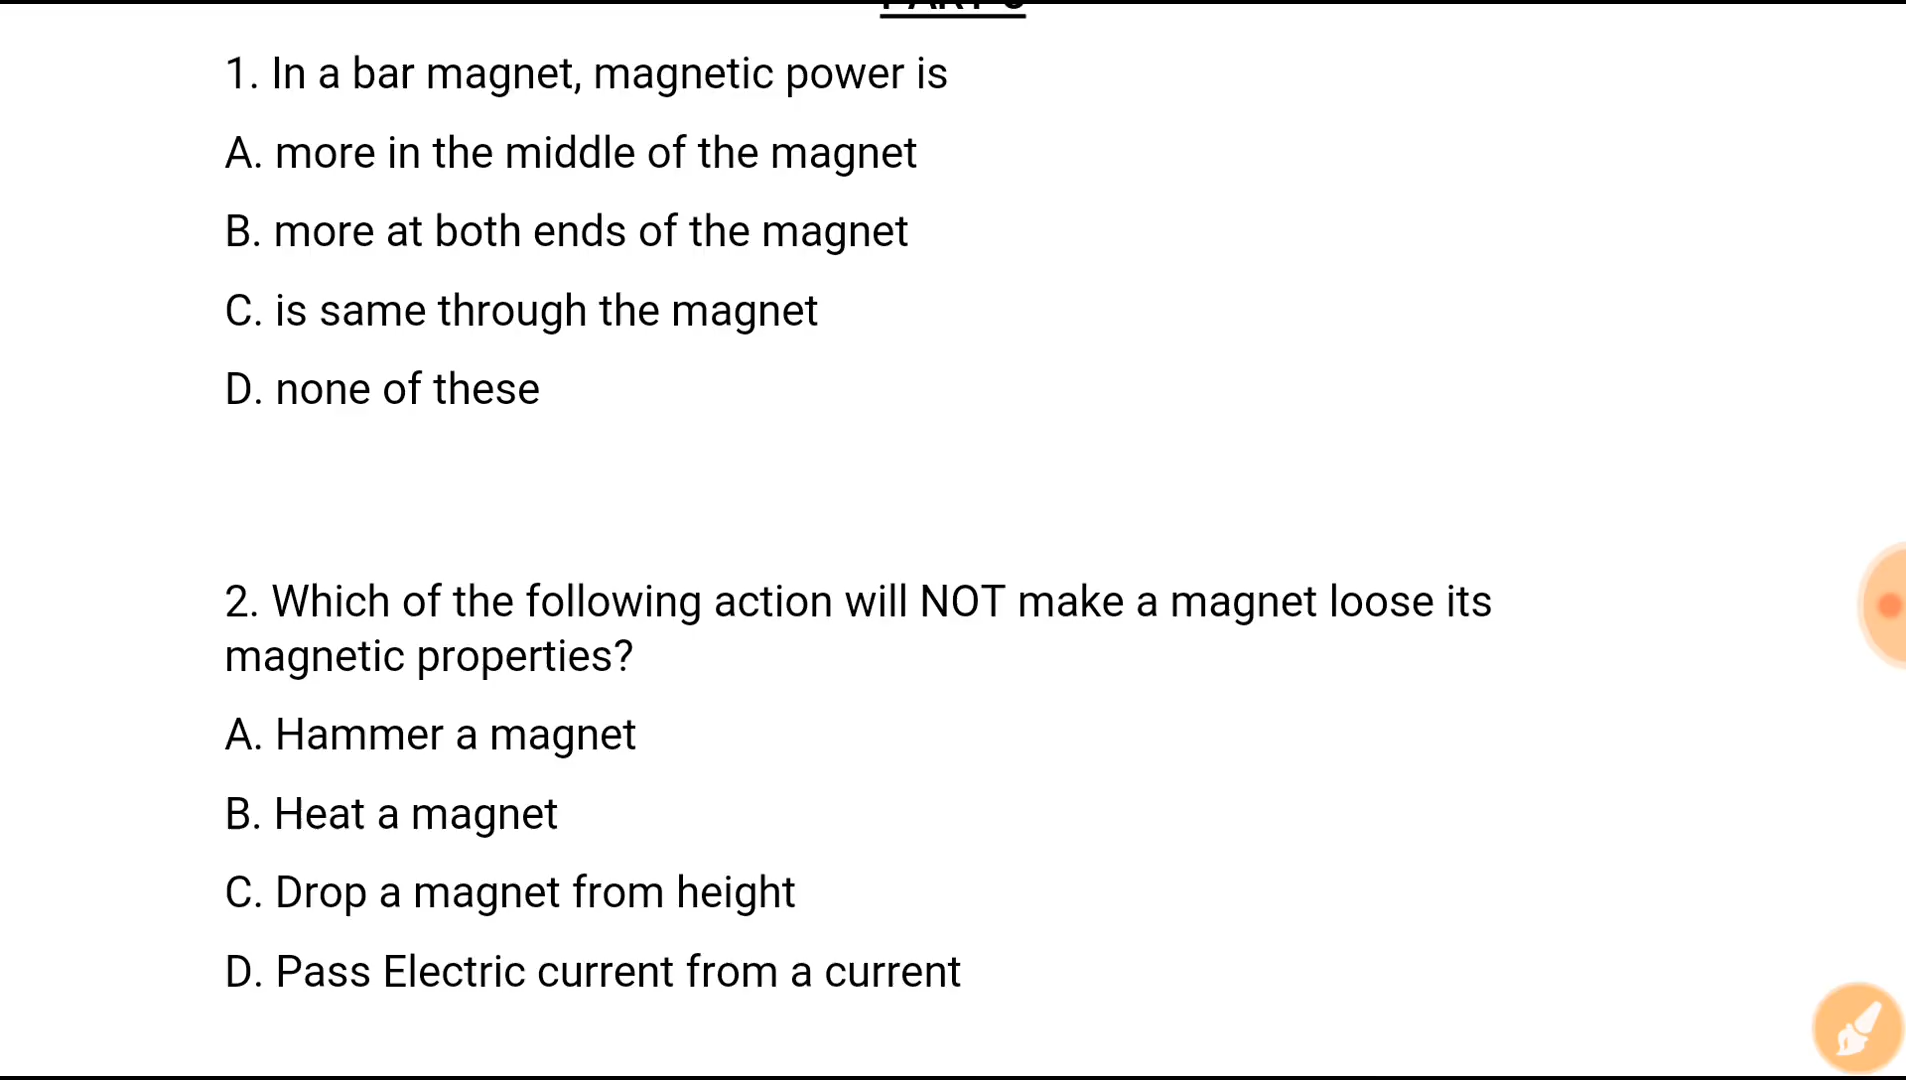 1. In a bar magnet, magnetic power is
A. more in the middle of the magnet
B. more at both ends of the magnet
C. is same through the magnet
D. none of these
2. Which of the following action will NOT make a magnet loose its
magnetic properties?
A. Hammer a magnet
B. Heat a magnet
C. Drop a magnet from height
D. Pass Electric current from a current